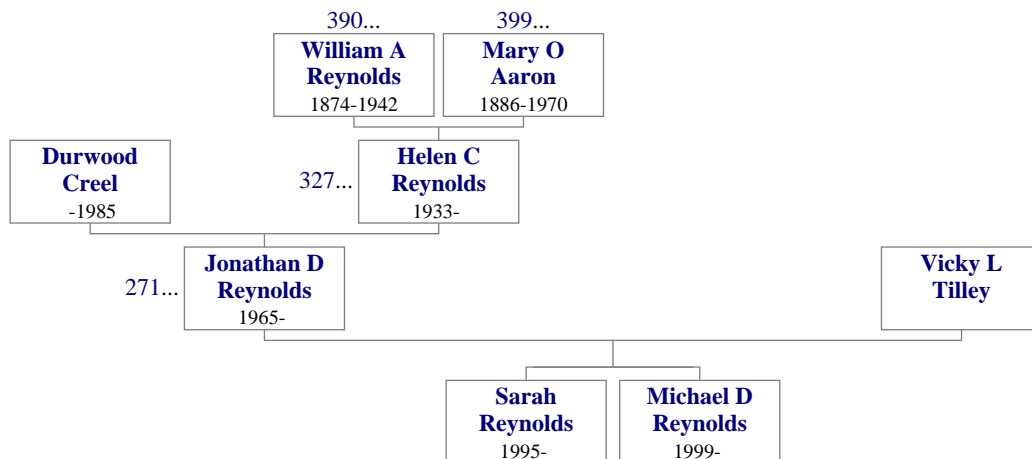 390...
399...
William A
Reynolds
1874-1942
Mary O
Aaron
1886-1970
Durwood
Creel
-1985
327...
Helen C
Reynolds
1933-
271...
Jonathan D
Reynolds
1965-
Vicky L
Tilley
Sarah
Reynolds
1995-
Michael D
Reynolds
1999-